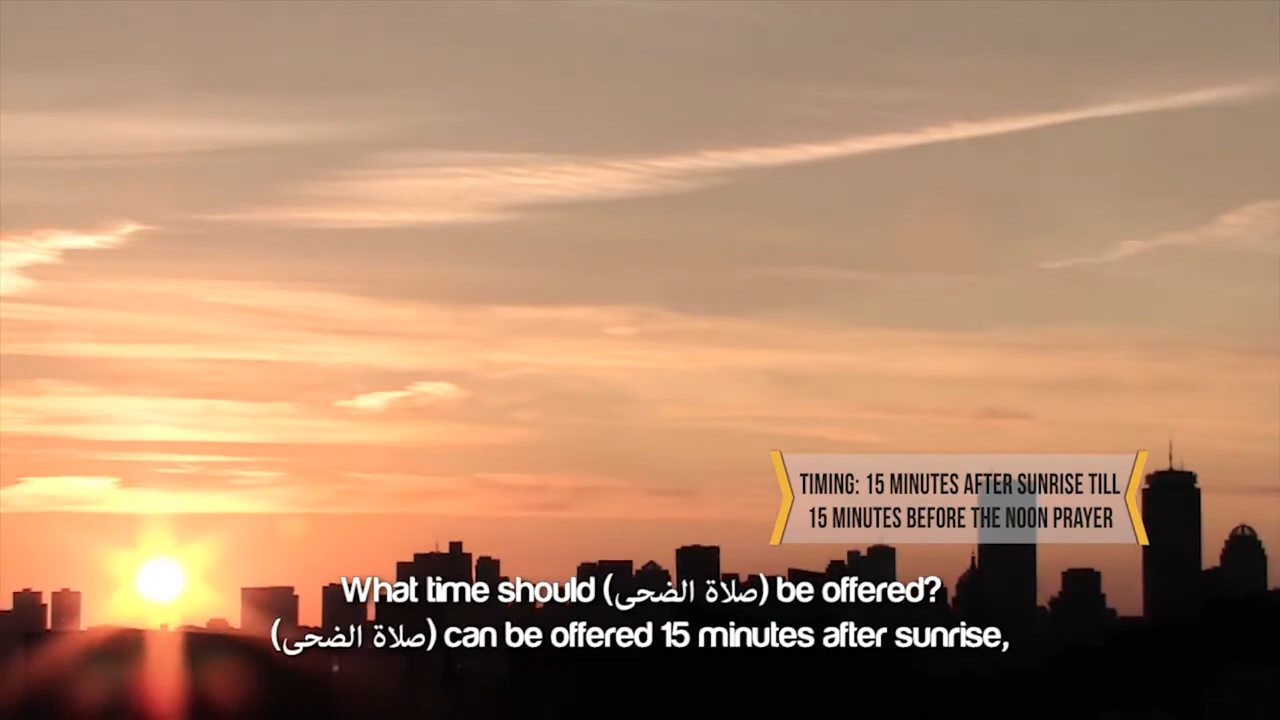 TIMING: 15 MINUTES AFTER SUNRISE TILL
15 MINUTES BEFORE THE NOON PRAYER
What time should (صلاة الضحى) be offered?
(صلاة الضحى) can be offered 15 minutes after sunrise,